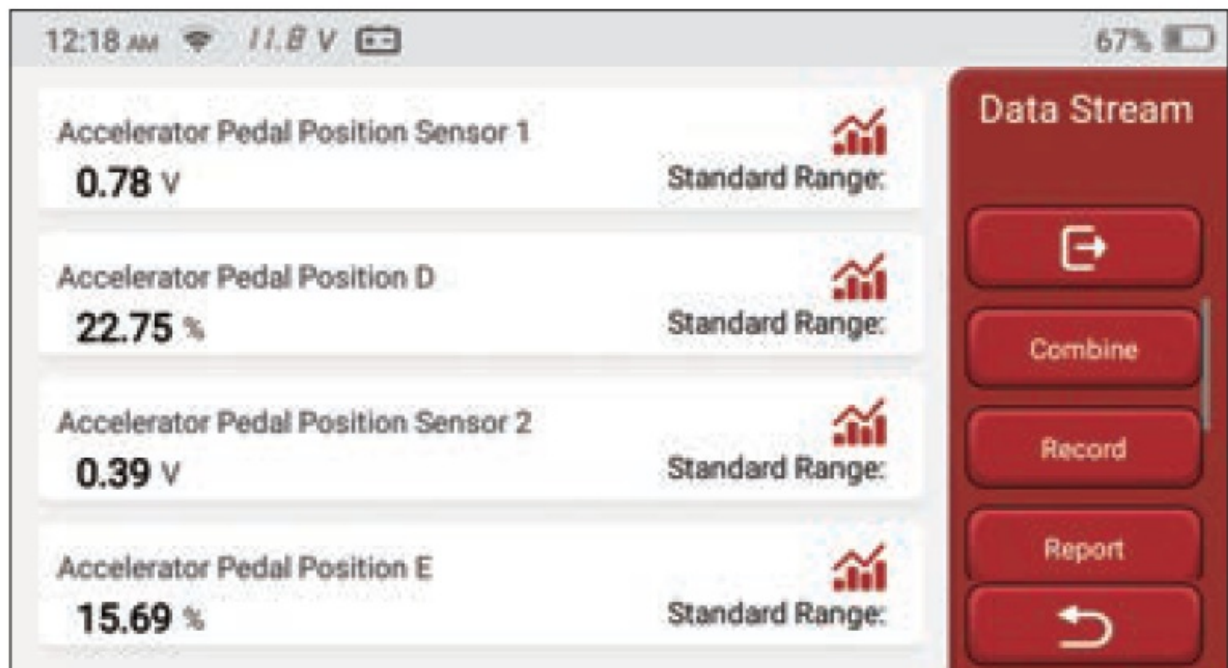 12:18 AM 11.8 V 67%
Data Stream
Accelerator Pedal Position Sensor 1
0.78 V
Standard Range:
Accelerator Pedal Position D
22.75 %
Standard Range:
Combine
Accelerator Pedal Position Sensor 2
0.39 V
Standard Range:
Record
Accelerator Pedal Position E
15.69 %
Standard Range:
Report